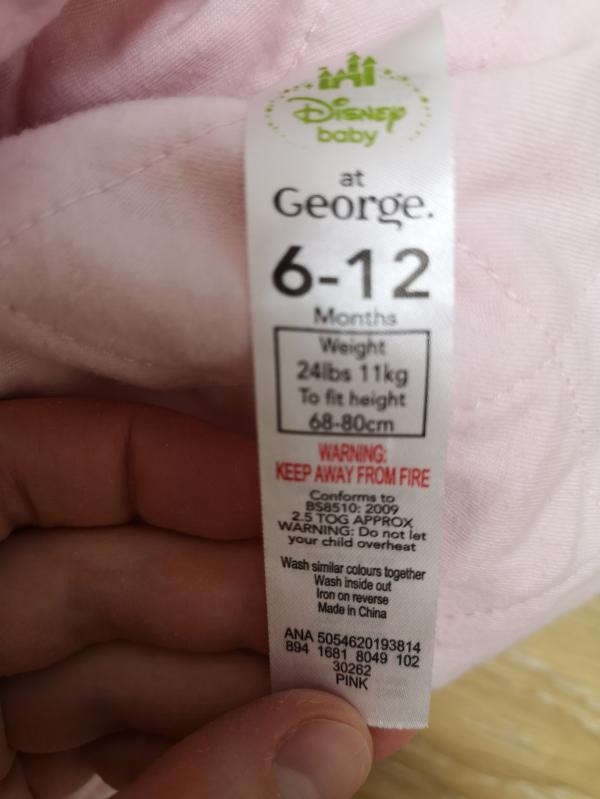 Disney
baby
at
George.
6-12
Months
Weight
24lbs 11kg
To fit height
68-80cm
WARNING:
KEEP AWAY FROM FIRE
Conforms to
BS8510: 2009
2.5 TOG APPROX
WARNING: Do not let
your child overheat
Wash similar colours together
Wash inside out
Iron on reverse
Made in China
ANA 5054620193814
894 1681 8049 102
30262
PINK